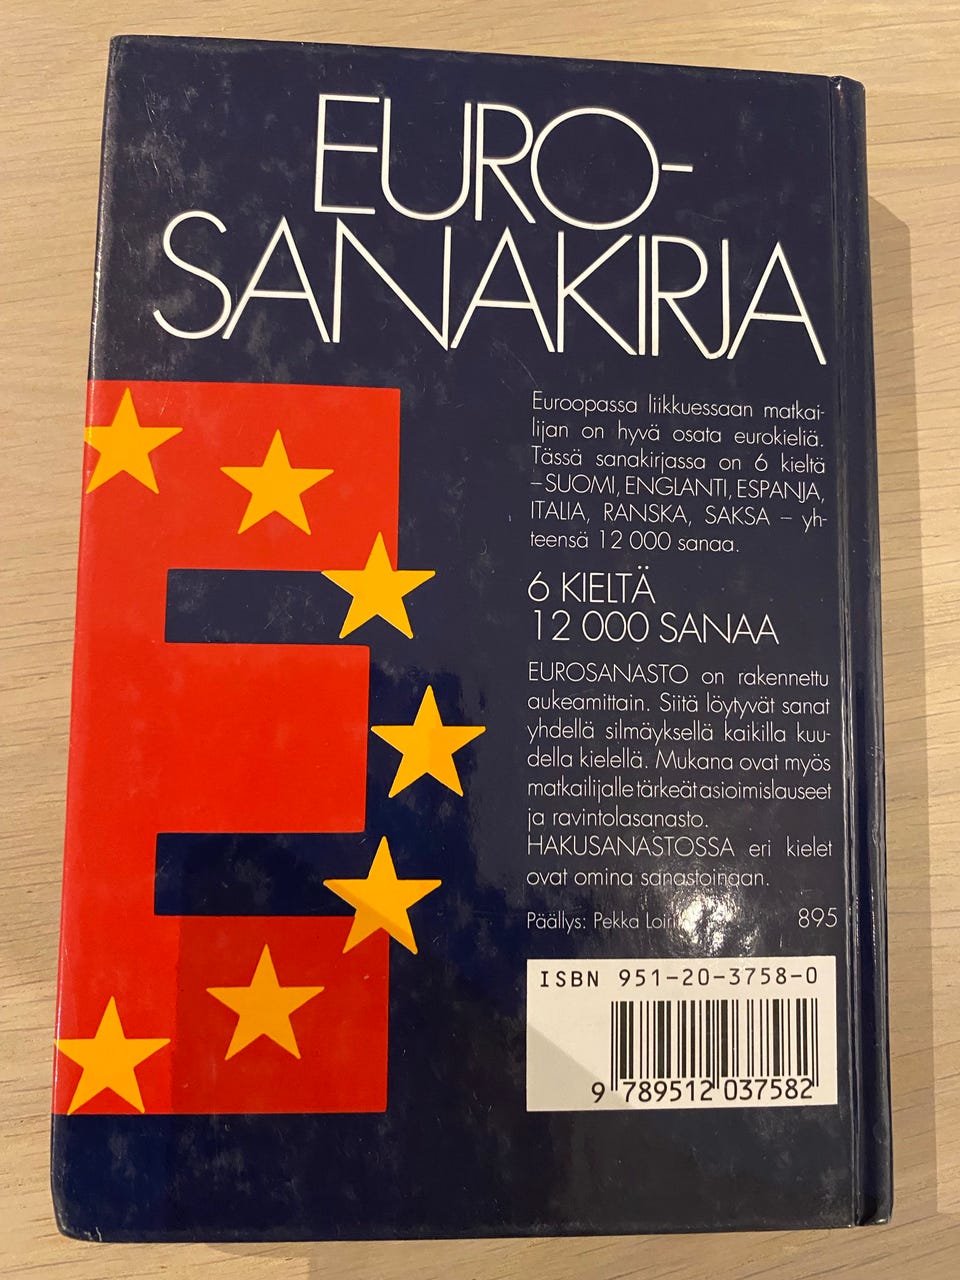 EURO-
SANAKIRJA
Euroopassa liikkuessaan matkai-
lijan on hyvä osata eurokieliä.
Tässä sanakirjassa on 6 kieltä
– SUOMI, ENGLANTI, ESPANJA,
ITALIA, RANSKA, SAKSA – yh-
teensä 12 000 sanaa.
6 KIELTÄ
12 000 SANAA
EUROSANASTO on rakennettu
aukeamittain. Siitä löytyvät sanat
yhdellä silmäyksellä kaikilla kuu-
della kielellä. Mukana ovat myös
matkailijalle tärkeät asioimislauseet
ja ravintolasanasto.
HAKUSANASTOSSA eri kielet
ovat omina sanastoinaan.
Päällys: Pekka 895
ISBN 951-20-3758-0
9 789512 037582